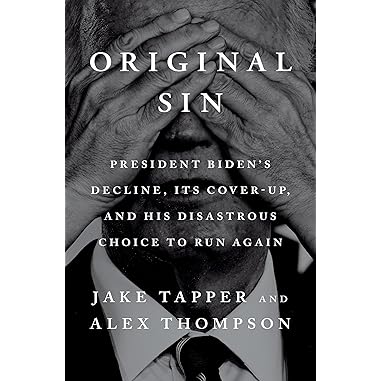 ORIGINAL
SIN
PRESIDENT BIDEN'S
DECLINE, ITS COVER-UP,
AND HIS DISASTROUS
CHOICE TO RUN AGAIN
JAKE TAPPER AND
ALEX THOMPSON